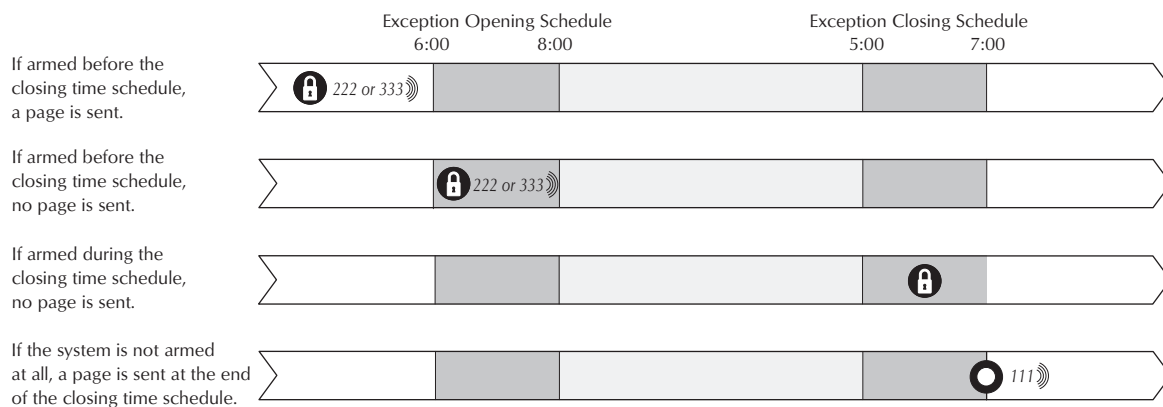 Exception Opening Schedule
Exception Closing Schedule
6:00
8:00
5:00
7:00
If armed before the
closing time schedule,
a page is sent.
222 or 333
If armed before the
closing time schedule,
no page is sent.
222 or 333
If armed during the
closing time schedule,
no page is sent.
If the system is not armed
at all, a page is sent at the end
of the closing time schedule.
111